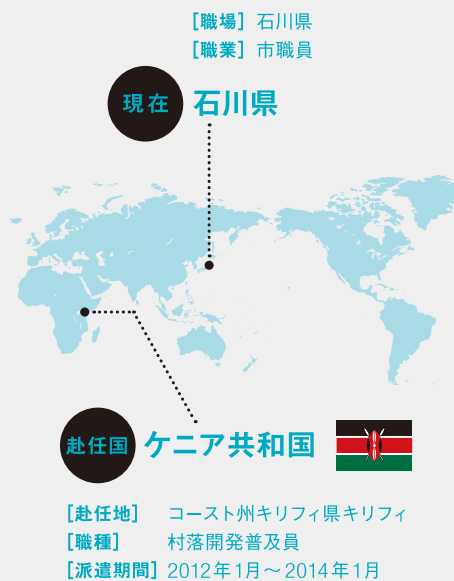 ［職場］ 石川県
［職業］ 市職員
現在 石川県
赴任国 ケニア共和国
［赴任地］ コースト州キリフィ県キリフィ
［職種］ 村落開発普及員
［派遣期間］ 2012年1月～2014年1月